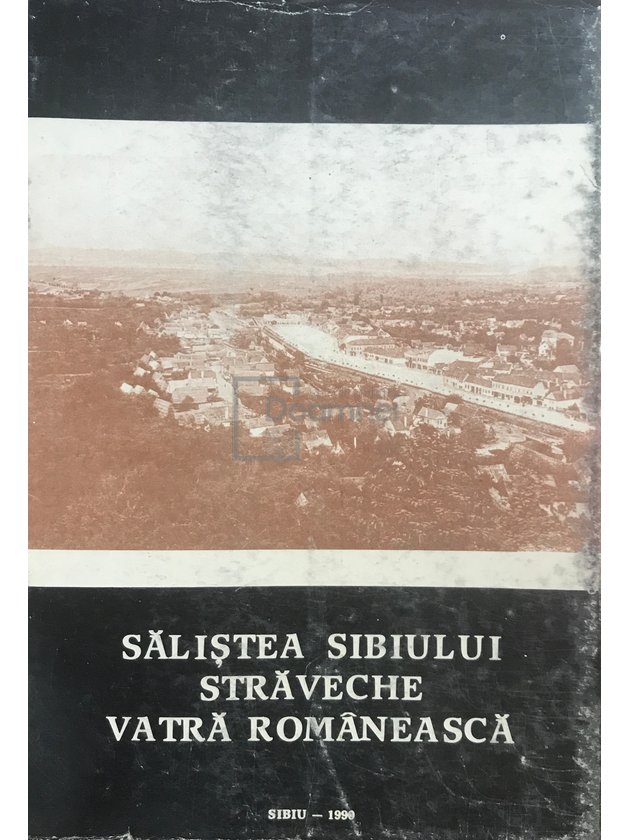 SĂLIȘTEA SIBIULUI
STRĂVECHE
VATRĂ ROMÂNEASCĂ
SIBIU — 1990